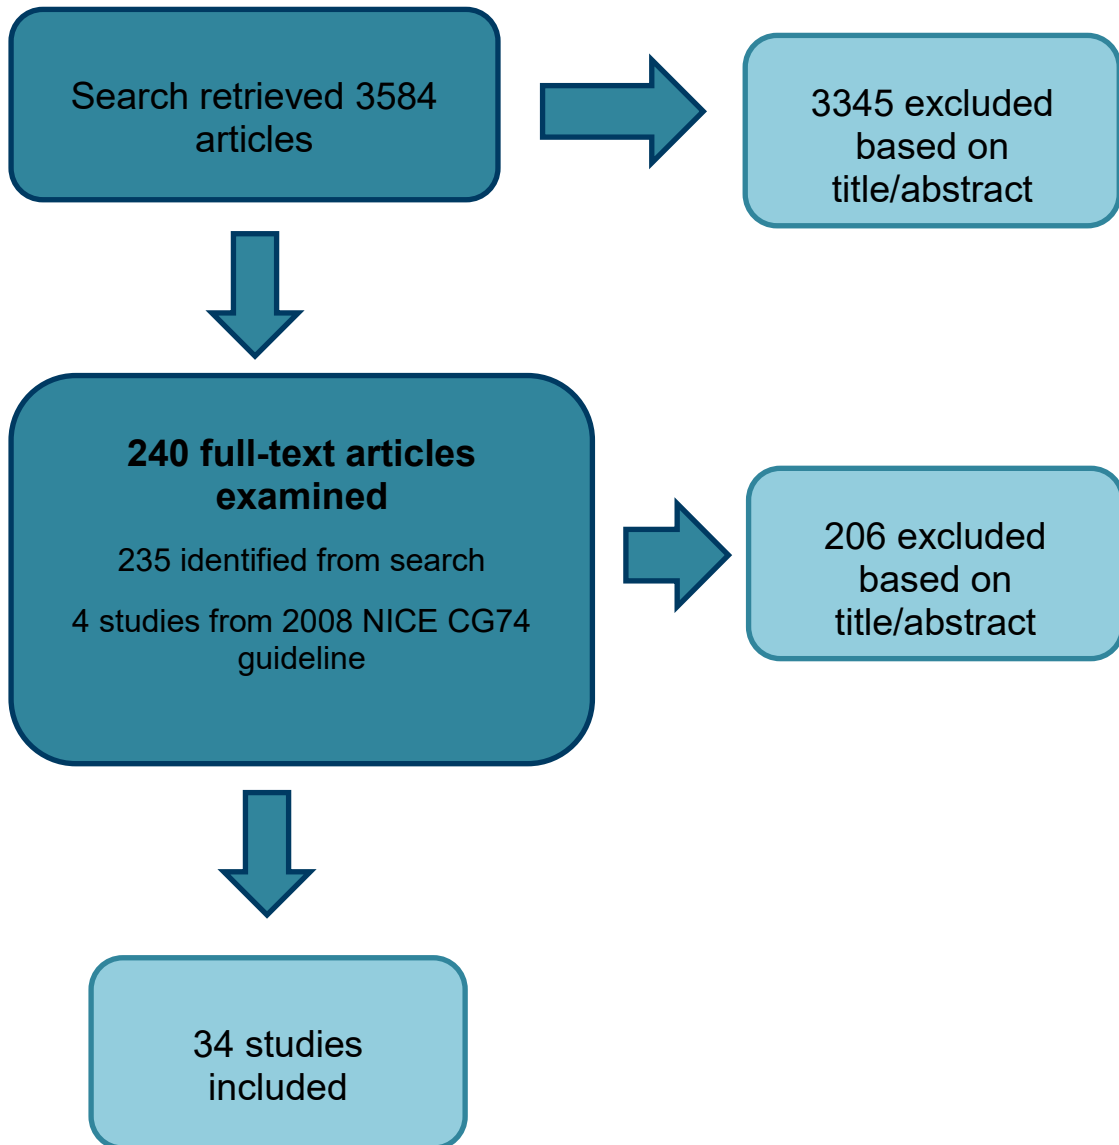 Search retrieved 3584
articles
3345 excluded
based on
title/abstract
240 full-text articles
examined
235 identified from search
4 studies from 2008 NICE CG74
guideline
206 excluded
based on
title/abstract
34 studies
included